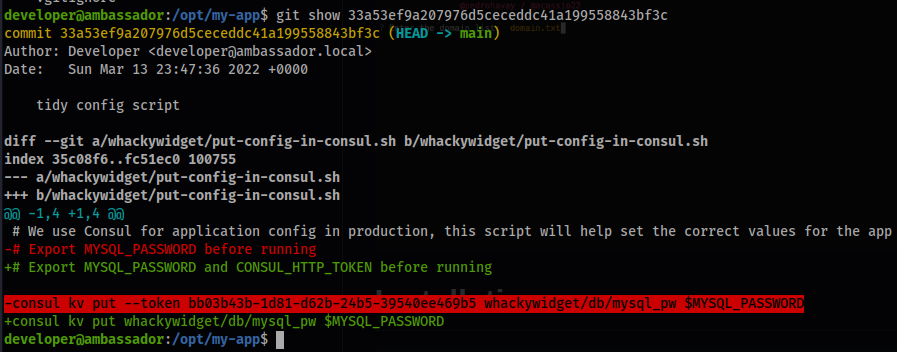 developer@ambassador:/opt/my-app$ git show 33a53ef9a207976d5ceceddc41a199558843bf3c
commit 33a53ef9a207976d5ceceddc41a199558843bf3c (HEAD -> main)
Author: Developer <developer@ambassador.local>
Date:   Sun Mar 13 23:47:36 2022 +0000
    tidy config script
diff --git a/whackywidget/put-config-in-consul.sh b/whackywidget/put-config-in-consul.sh
index 35c08f6..fc51ec0 100755
--- a/whackywidget/put-config-in-consul.sh
+++ b/whackywidget/put-config-in-consul.sh
@@ -1,4 +1,4 @@
 # We use Consul for application config in production, this script will help set the correct values for the app
-# Export MYSQL_PASSWORD before running
+# Export MYSQL_PASSWORD and CONSUL_HTTP_TOKEN before running
-consul kv put --token bb03b43b-1d81-d62b-24b5-39540ee469b5 whackywidget/db/mysql_pw $MYSQL_PASSWORD
+consul kv put whackywidget/db/mysql_pw $MYSQL_PASSWORD
developer@ambassador:/opt/my-app$